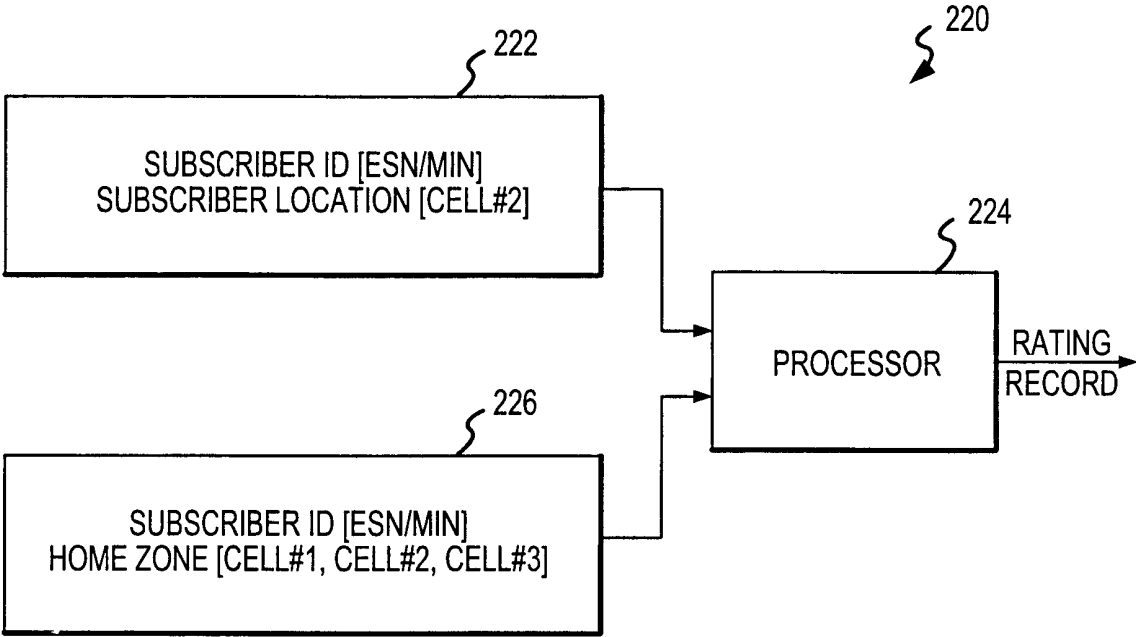 220
222
SUBSCRIBER ID [ESN/MIN]
SUBSCRIBER LOCATION [CELL#2]
224
PROCESSOR
RATING
RECORD
226
SUBSCRIBER ID [ESN/MIN]
HOME ZONE [CELL#1, CELL#2, CELL#3]